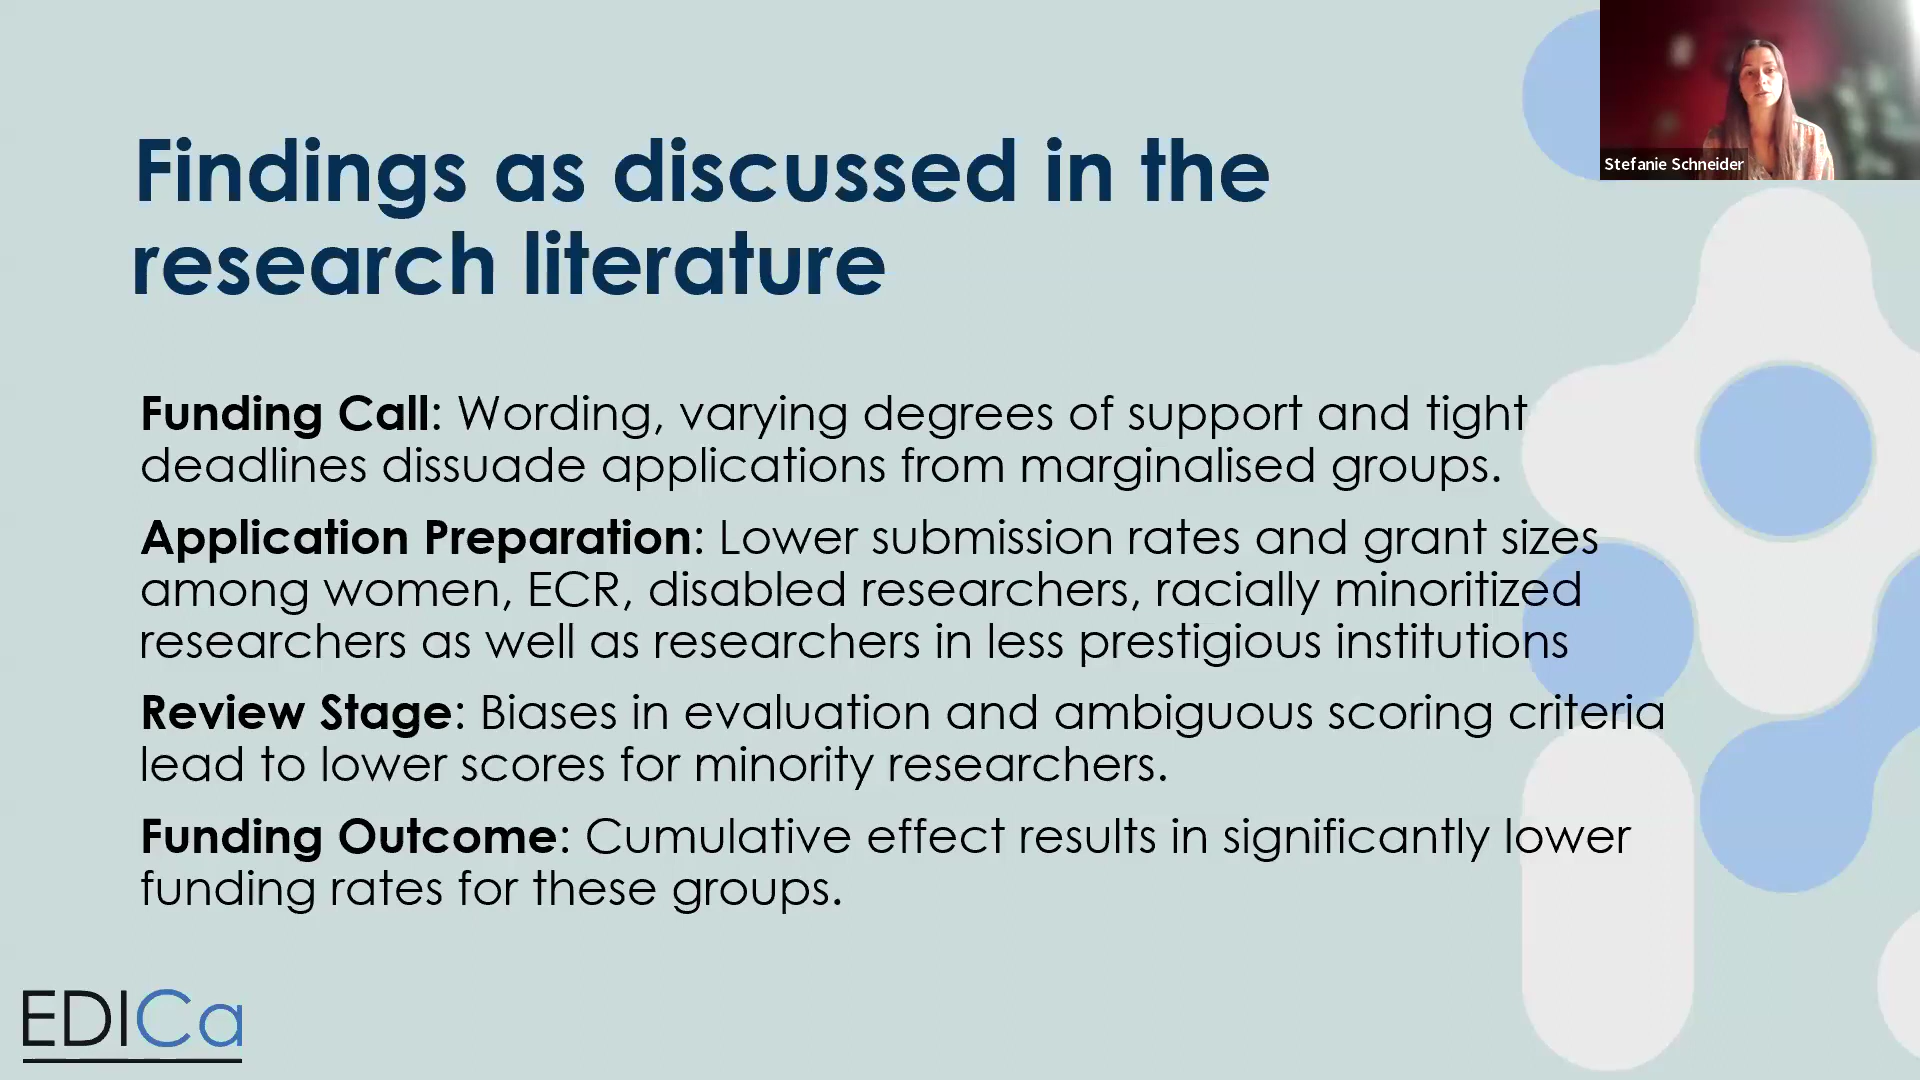 Stefanie Schneider
Findings as discussed in the
research literature
Funding Call: Wording, varying degrees of support and tight
deadlines dissuade applications from marginalised groups.
Application Preparation: Lower submission rates and grant sizes
among women, ECR, disabled researchers, racially minoritized
researchers as well as researchers in less prestigious institutions
Review Stage: Biases in evaluation and ambiguous scoring criteria
lead to lower scores for minority researchers.
Funding Outcome: Cumulative effect results in significantly lower
funding rates for these groups.
EDICa